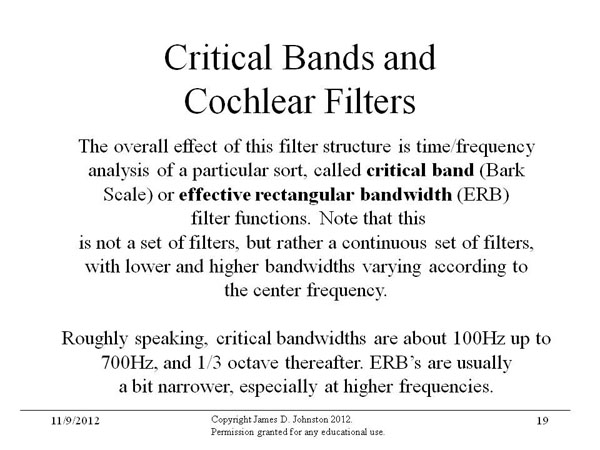 Critical Bands and
Cochlear Filters
The overall effect of this filter structure is time/frequency
analysis of a particular sort, called critical band (Bark
Scale) or effective rectangular bandwidth (ERB)
filter functions. Note that this
is not a set of filters, but rather a continuous set of filters,
with lower and higher bandwidths varying according to
the center frequency.
Roughly speaking, critical bandwidths are about 100Hz up to
700Hz, and 1/3 octave thereafter. ERB's are usually
a bit narrower, especially at higher frequencies.
11/9/2012
Copyright James D. Johnston 2012.
Permission granted for any educational use.
19